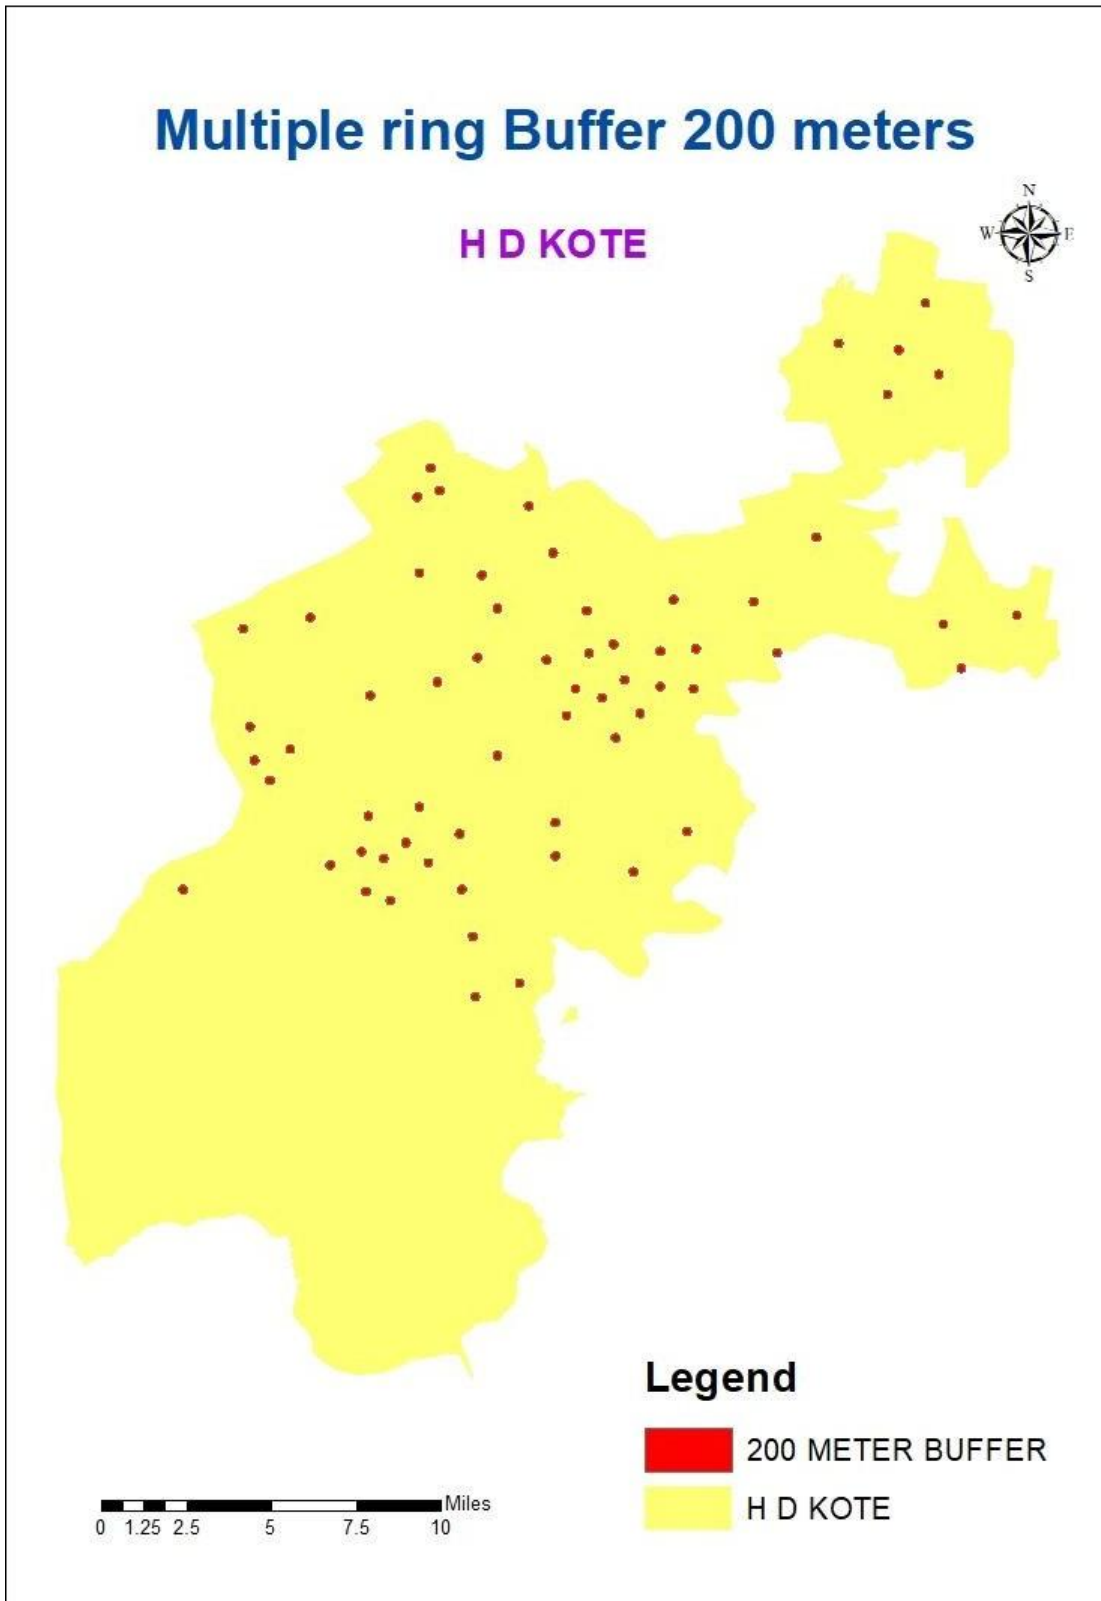 Multiple ring Buffer 200 meters
H D KOTE
N
W E
S
Legend
200 METER BUFFER
H D KOTE
Miles
0 1.25 2.5 5 7.5 10